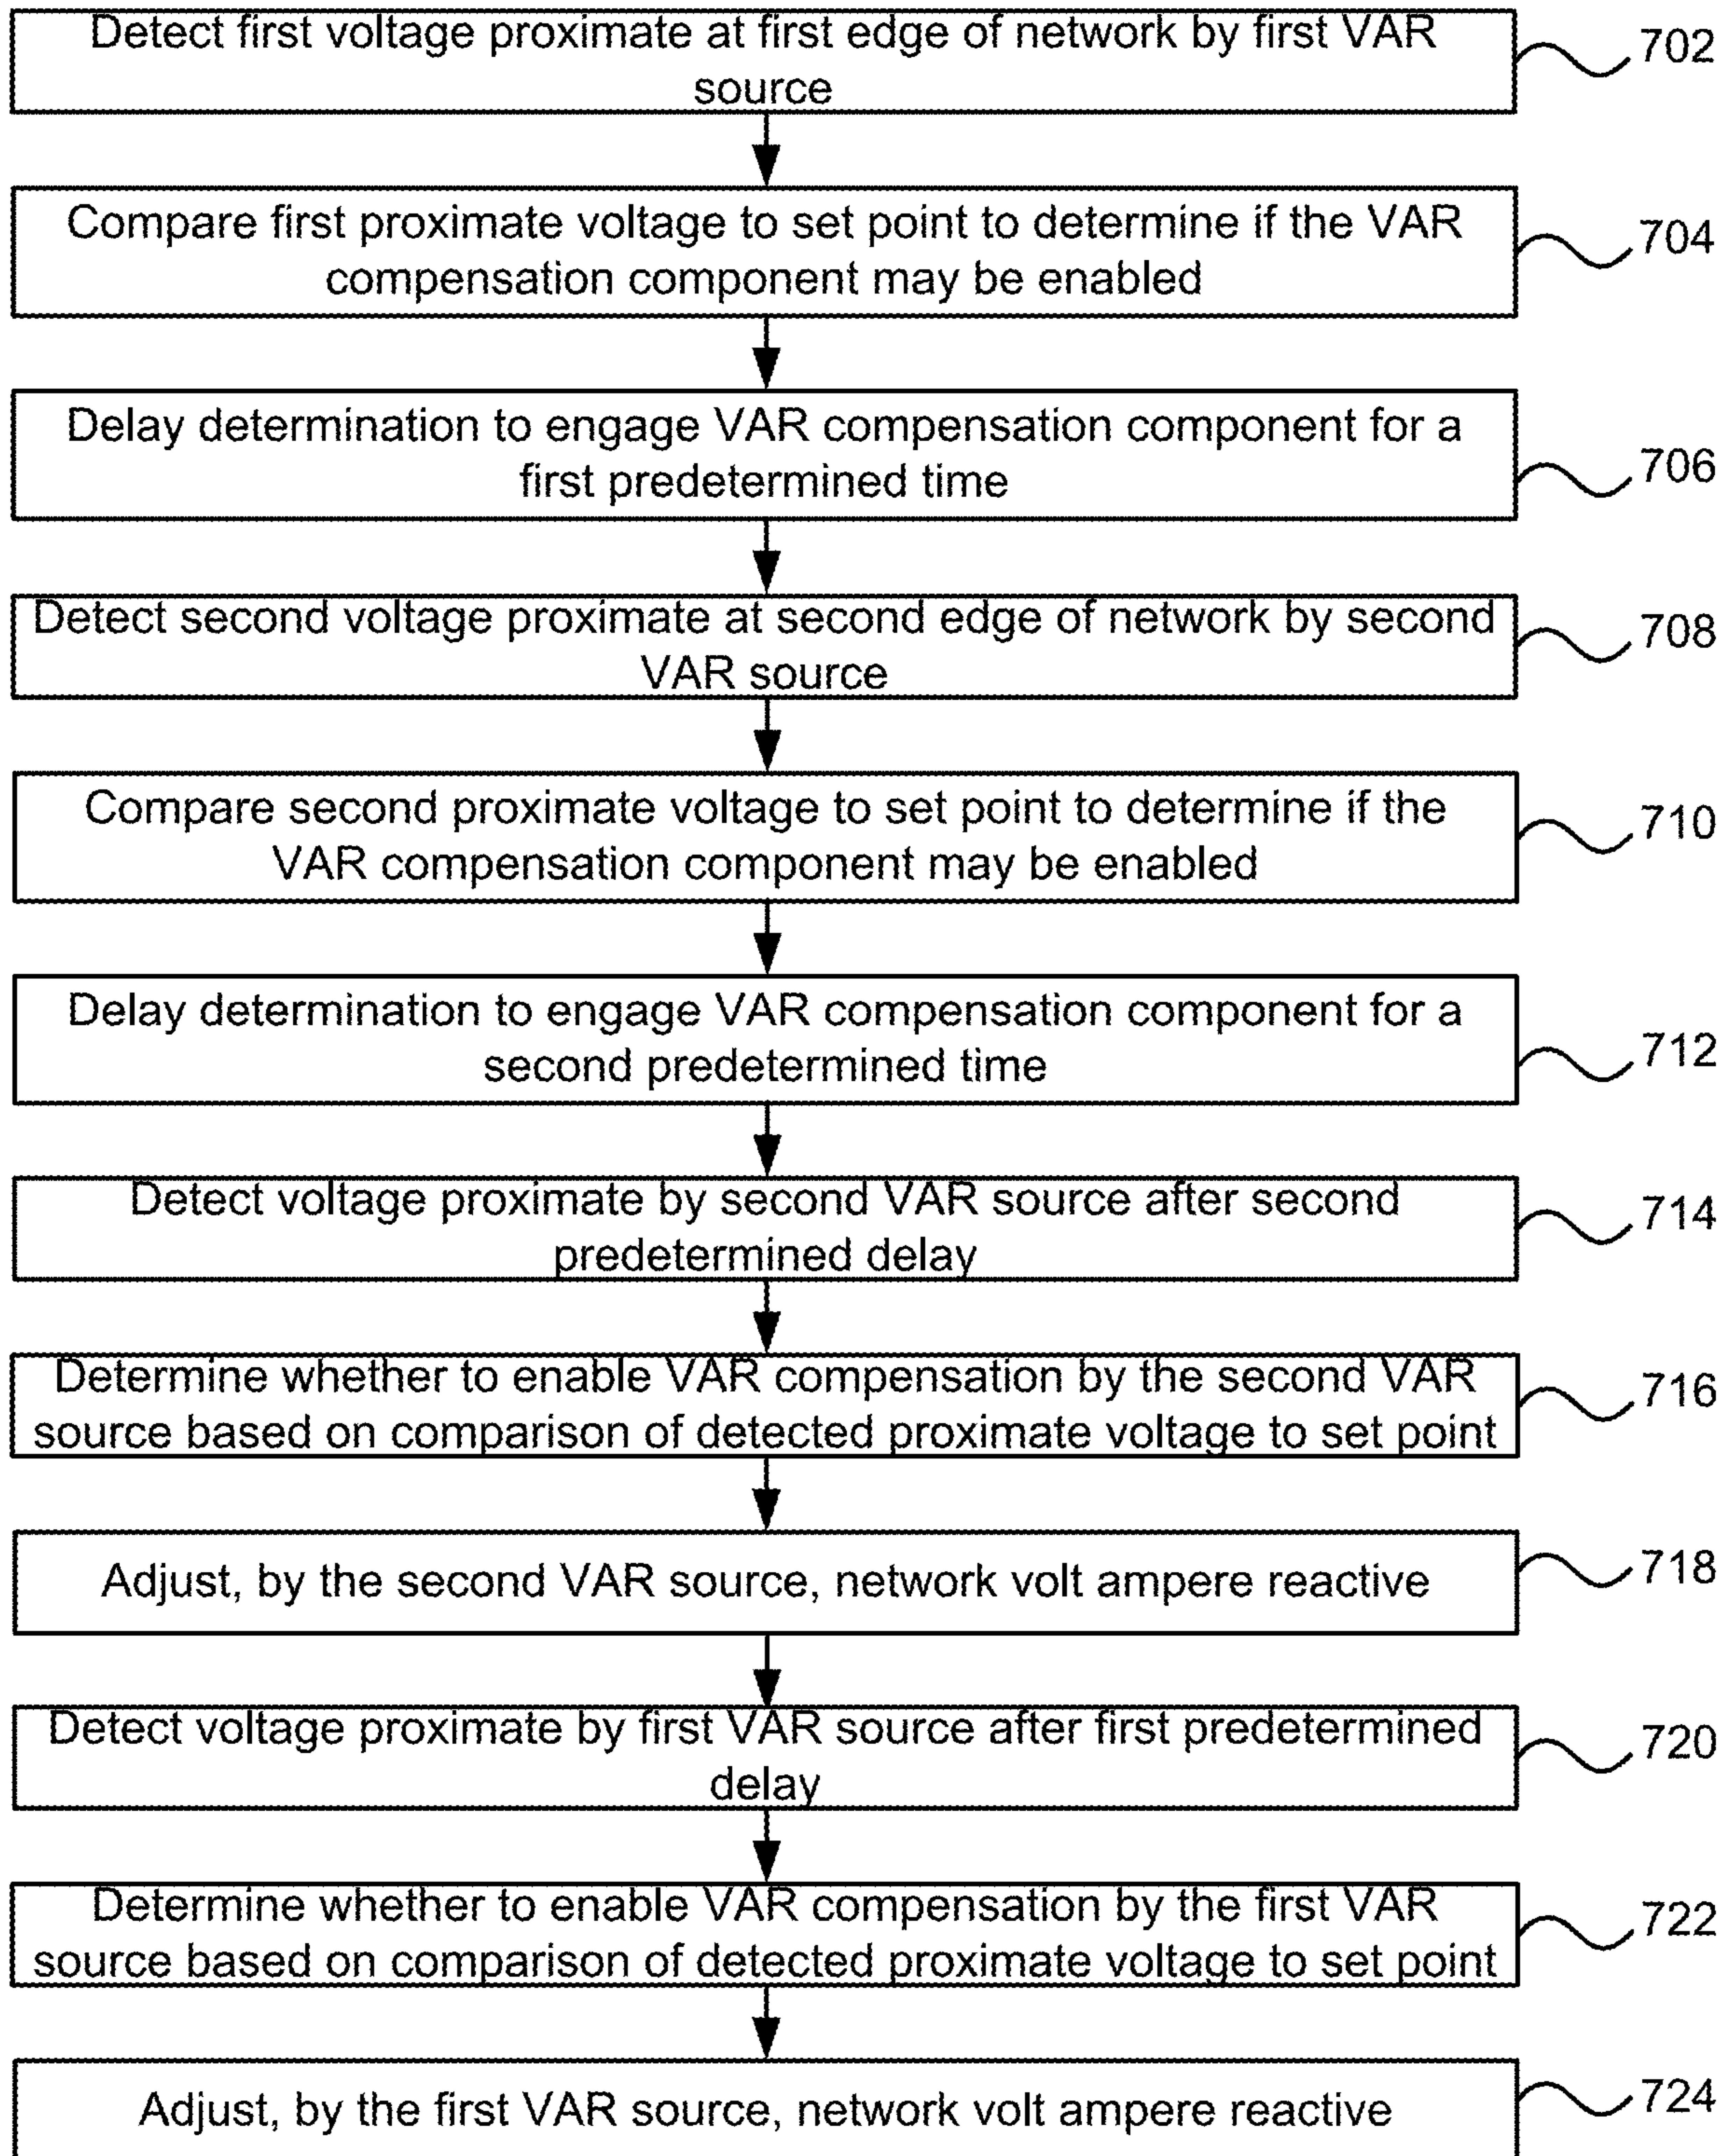 Detect first voltage proximate at first edge of network by first VAR
source
702
Compare first proximate voltage to set point to determine if the VAR
compensation component may be enabled
704
Delay determination to engage VAR compensation component for a
first predetermined time
706
Detect second voltage proximate at second edge of network by second
VAR source
708
Compare second proximate voltage to set point to determine if the
VAR compensation component may be enabled
710
Delay determination to engage VAR compensation component for a
second predetermined time
712
Detect voltage proximate by second VAR source after second
predetermined delay
714
Determine whether to enable VAR compensation by the second VAR
source based on comparison of detected proximate voltage to set point
716
Adjust, by the second VAR source, network volt ampere reactive
718
Detect voltage proximate by first VAR source after first predetermined
delay
720
Determine whether to enable VAR compensation by the first VAR
source based on comparison of detected proximate voltage to set point
722
Adjust, by the first VAR source, network volt ampere reactive
724